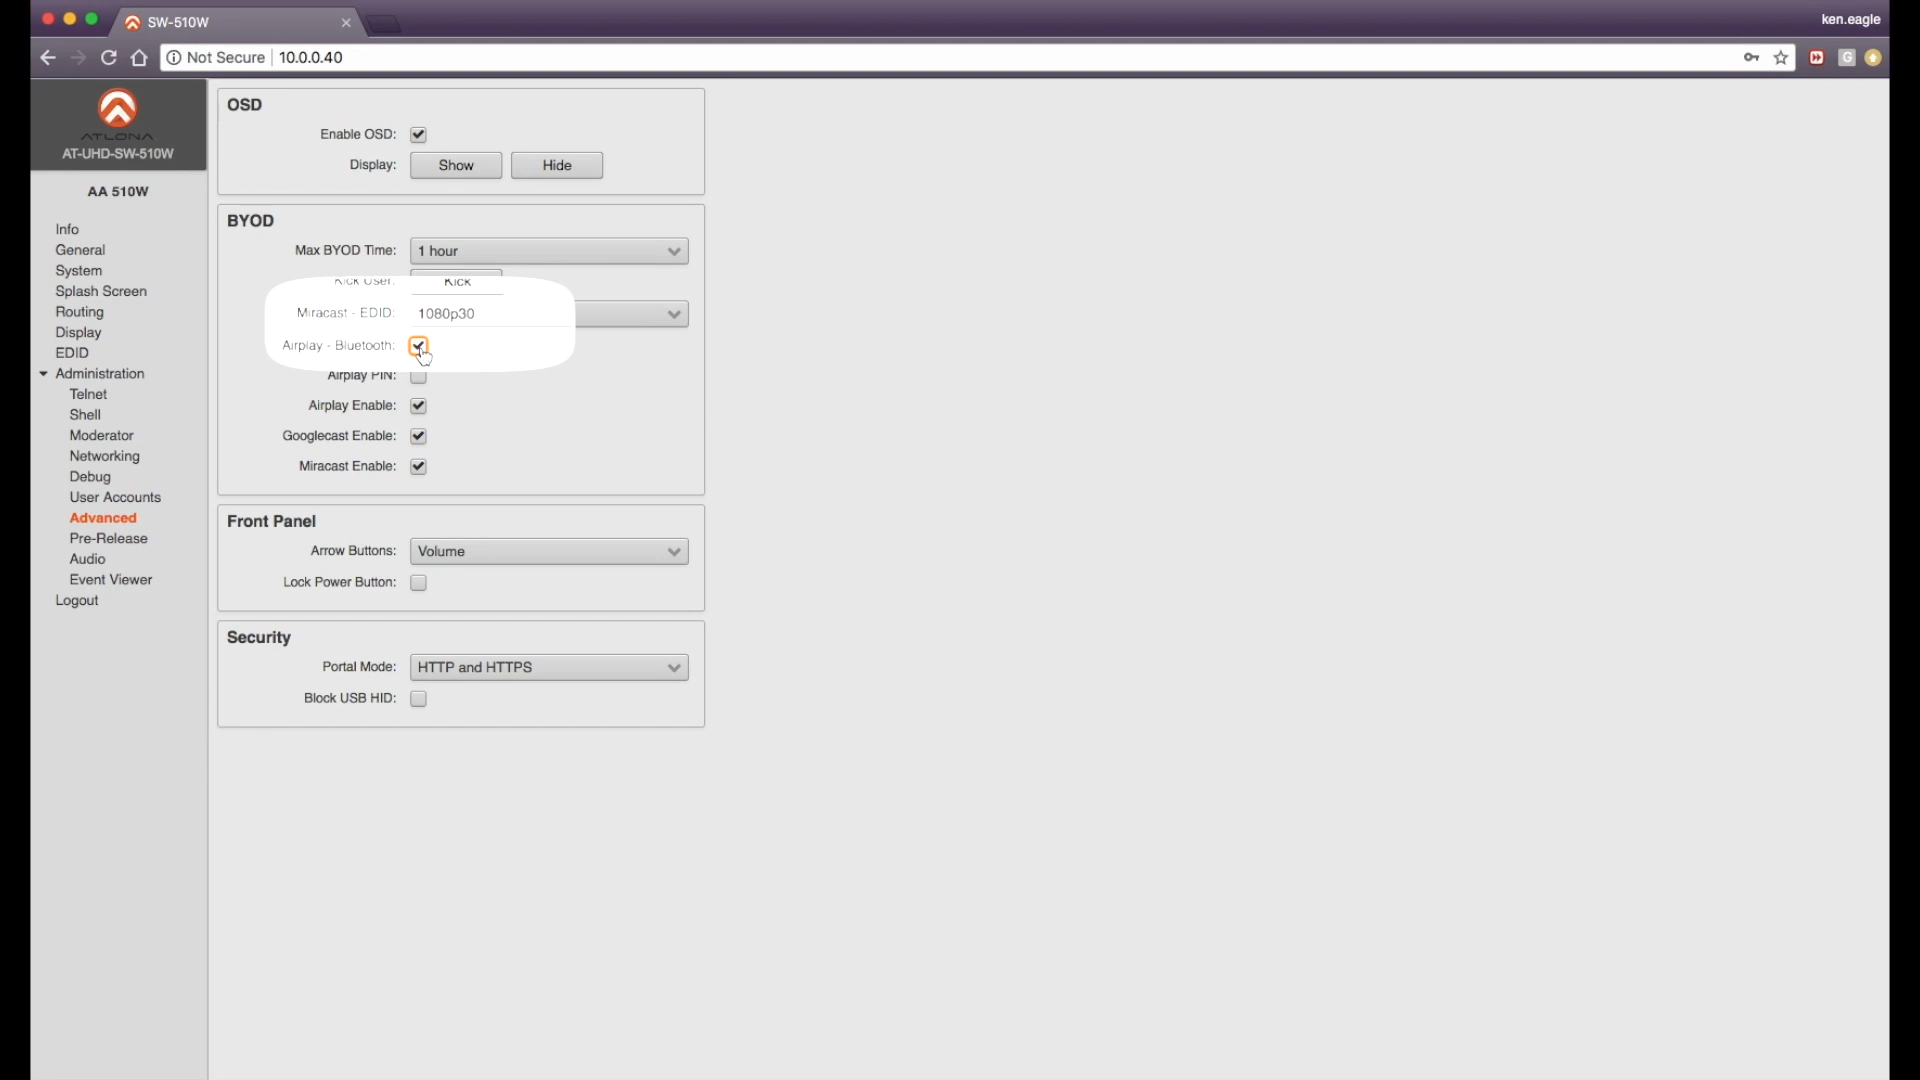 SW-510W
ken.eagle
Not Secure 10.0.0.40
ATLONA
AT-UHD-SW-510W
AA 510W
Info
General
System
Splash Screen
Routing
Display
EDID
Administration
Telnet
Shell
Moderator
Networking
Debug
User Accounts
Advanced
Pre-Release
Audio
Event Viewer
Logout
OSD
Enable OSD:
Display: Show Hide
BYOD
Max BYOD Time: 1 hour
Kick User: Kick
Miracast - EDID: 1080p30
Airplay - Bluetooth:
Airplay PIN:
Airplay Enable:
Googlecast Enable:
Miracast Enable:
Front Panel
Arrow Buttons: Volume
Lock Power Button:
Security
Portal Mode: HTTP and HTTPS
Block USB HID: